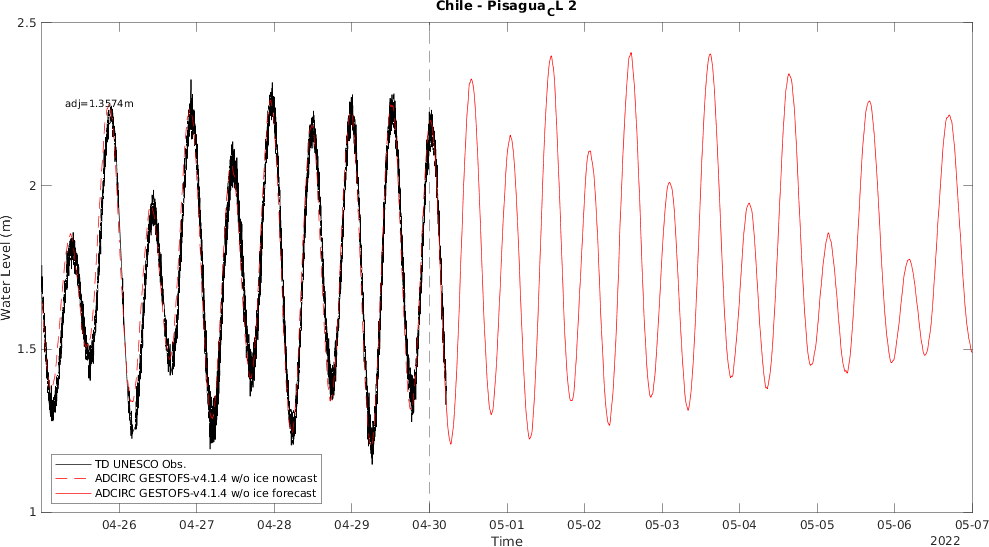 Chile - Pisagua_CL 2
2.5
adj=1.3574m
2
Water Level (m)
1.5
TD UNESCO Obs.
ADCIRC GESTOFS-v4.1.4 w/o ice nowcast
ADCIRC GESTOFS-v4.1.4 w/o ice forecast
1
04-26 04-27 04-28 04-29 04-30 05-01 05-02 05-03 05-04 05-05 05-06 05-07
Time
2022